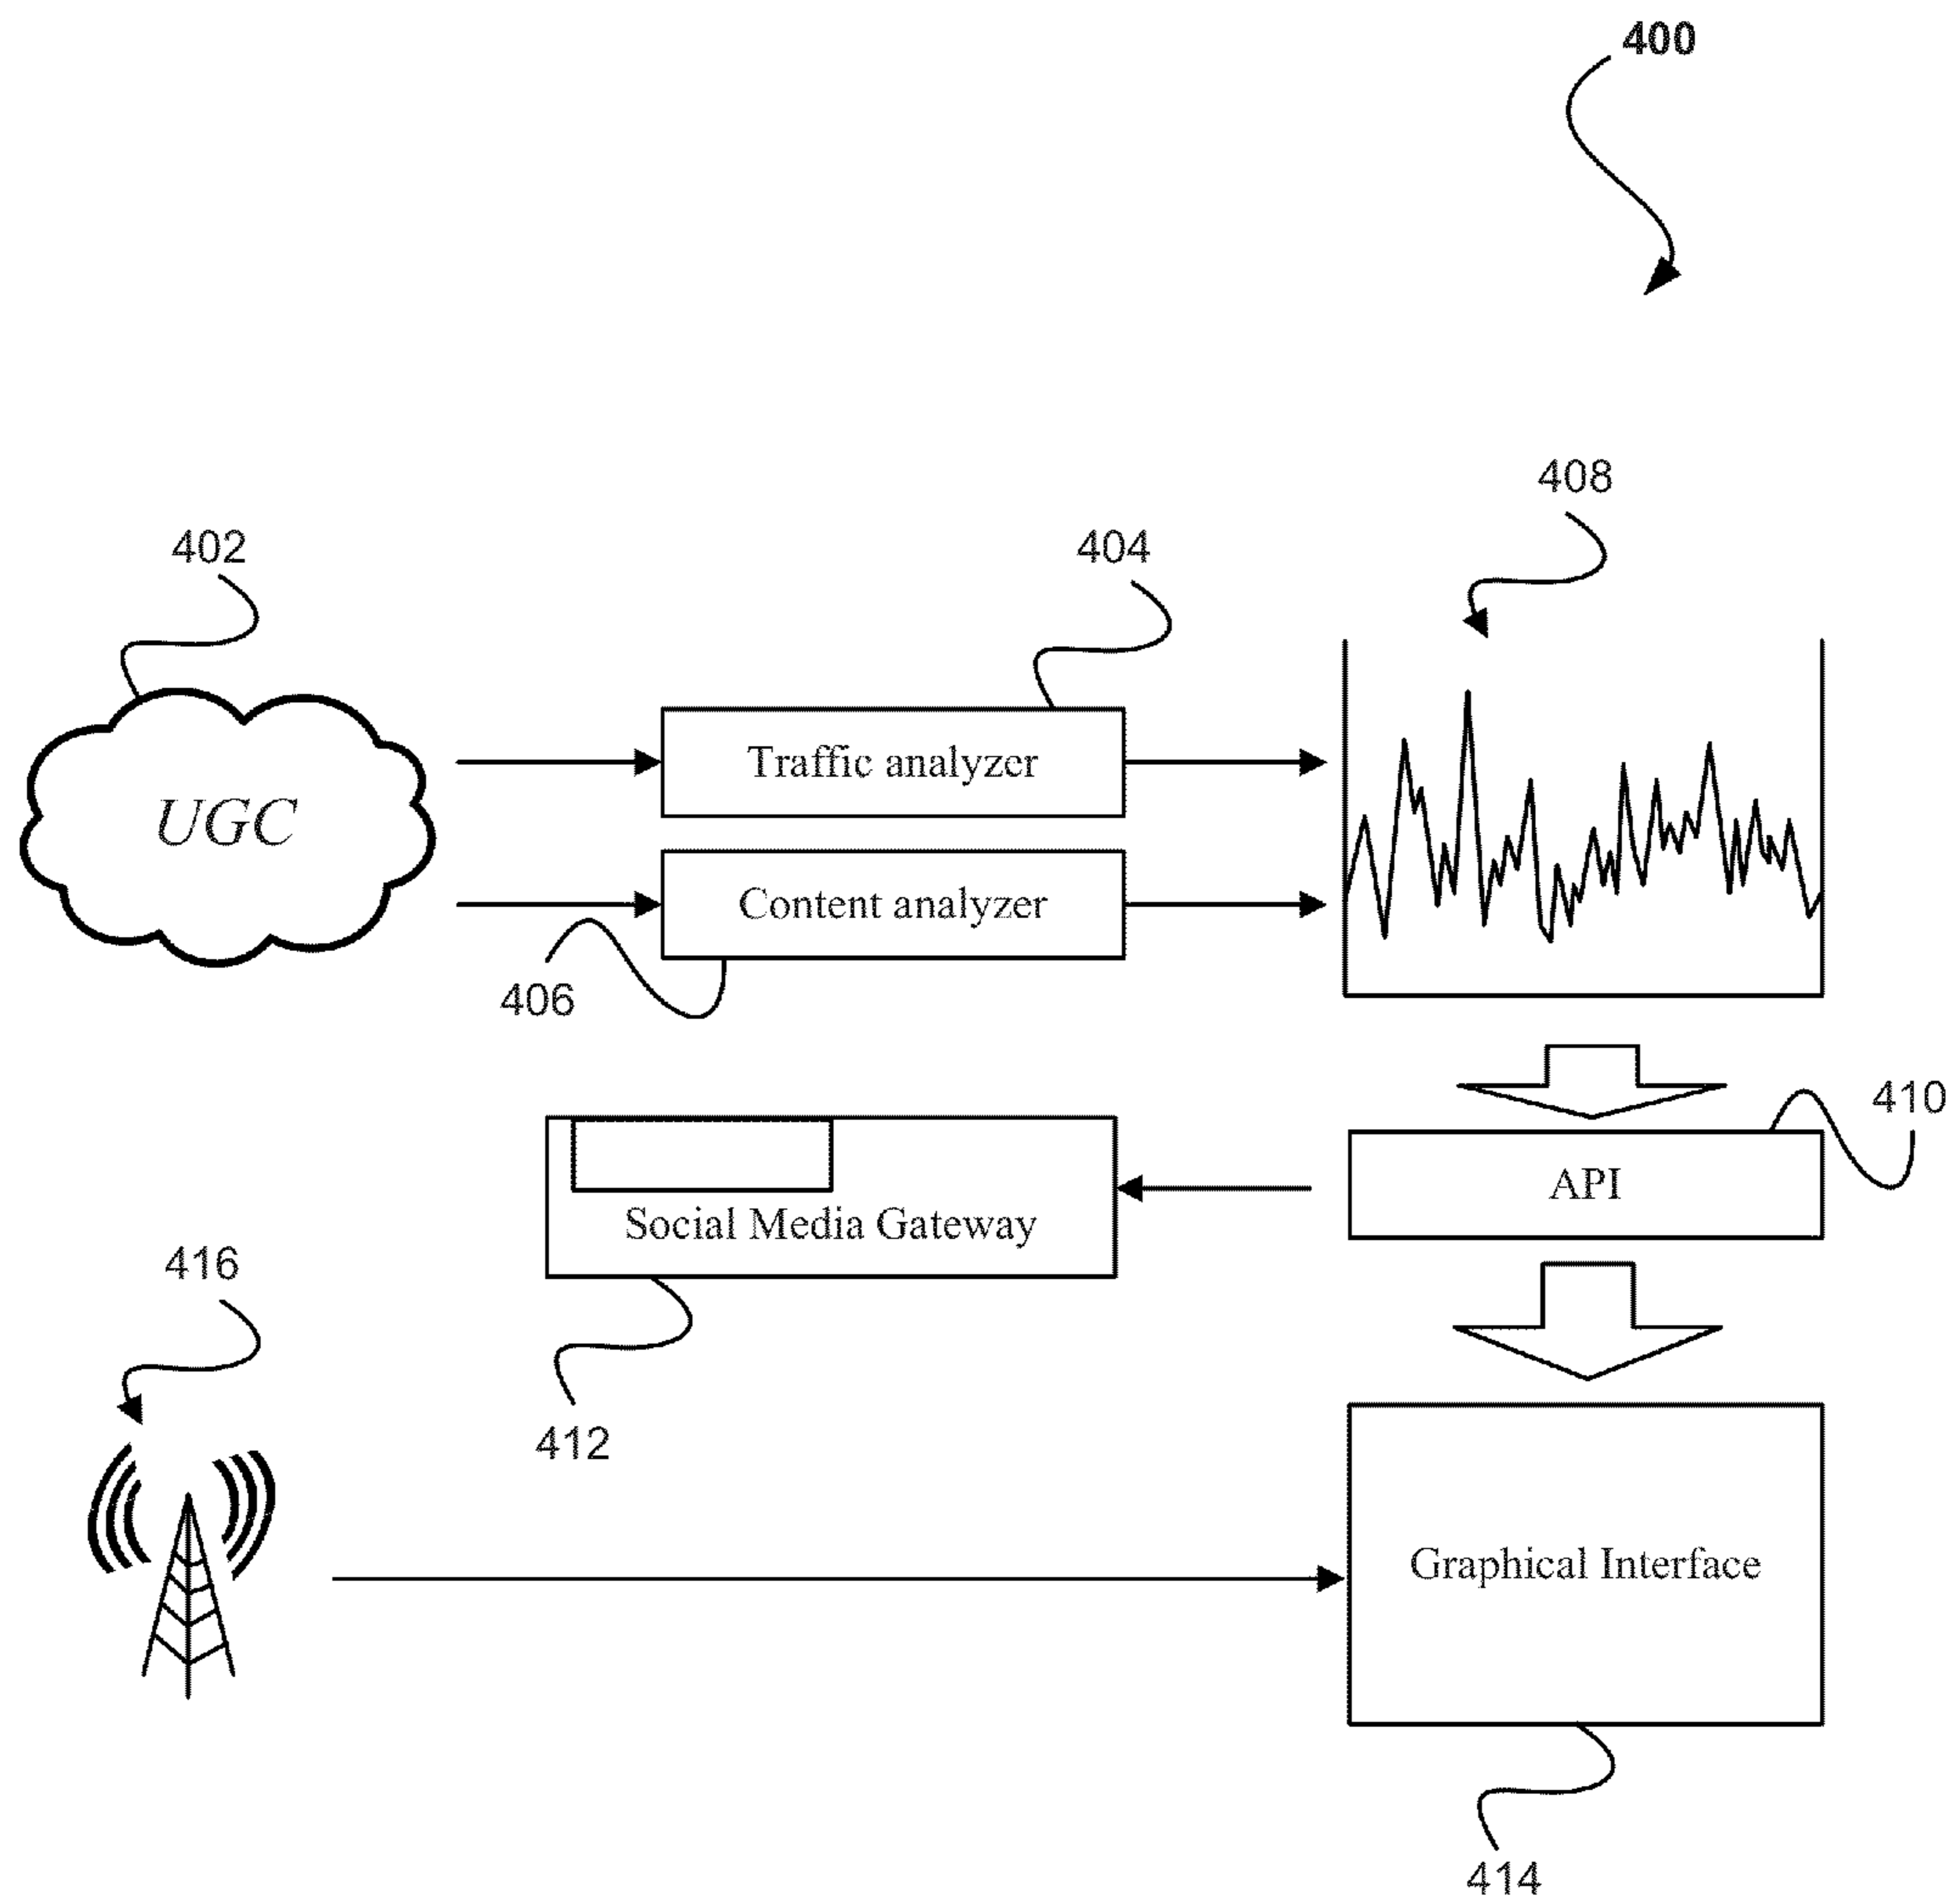 400
408
402
404
Traffic analyzer
UGC
Content analyzer
406
410
API
Social Media Gateway
416
412
Graphical Interface
414